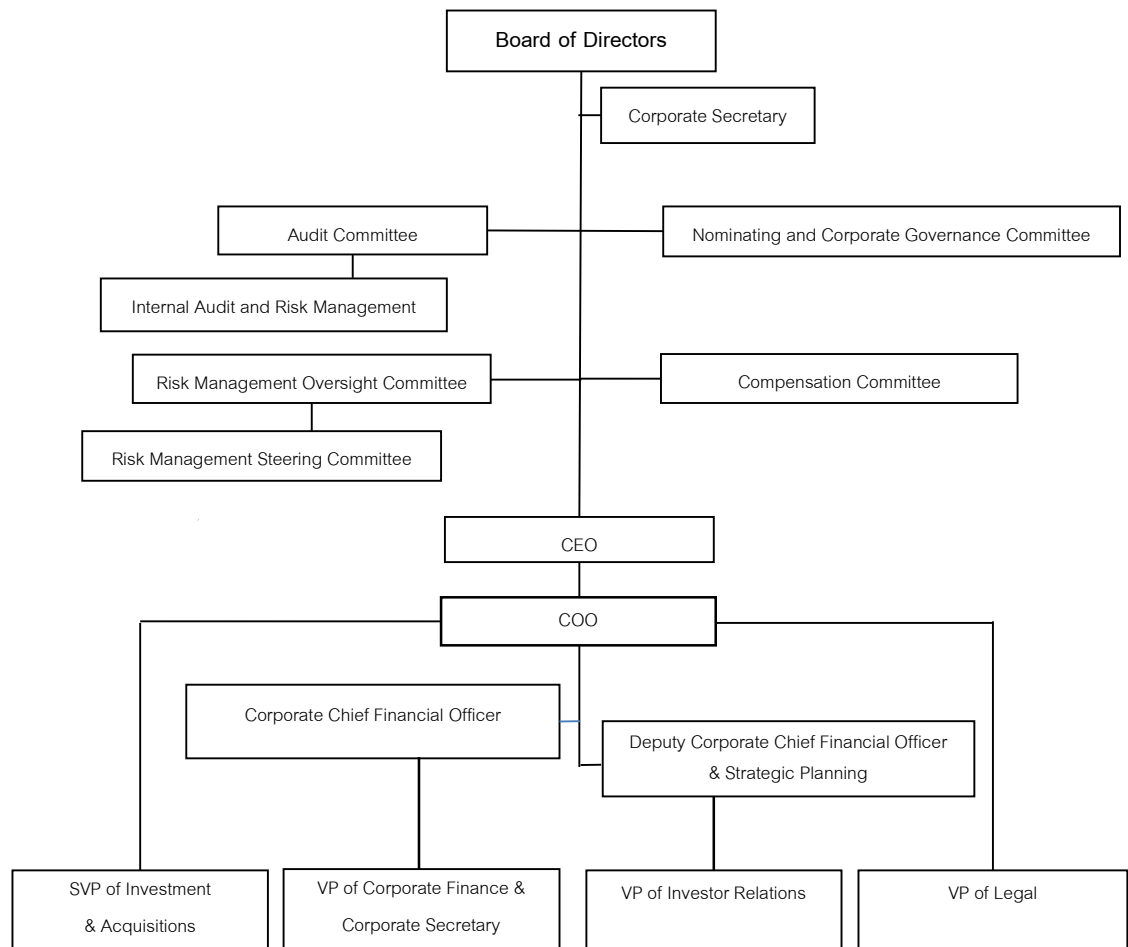 Board of Directors
Corporate Secretary
Audit Committee
Nominating and Corporate Governance Committee
Internal Audit and Risk Management
Risk Management Oversight Committee
Compensation Committee
Risk Management Steering Committee
CEO
COO
Corporate Chief Financial Officer
Deputy Corporate Chief Financial Officer
& Strategic Planning
SVP of Investment
& Acquisitions
VP of Corporate Finance &
Corporate Secretary
VP of Investor Relations
VP of Legal